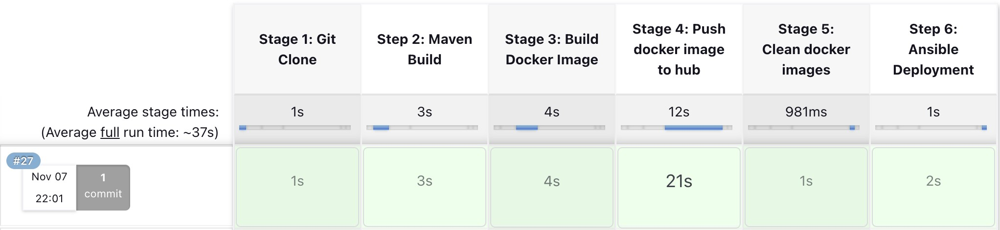 Stage 1: Git
Clone
Step 2: Maven
Build
Stage 3: Build
Docker Image
Stage 4: Push
docker image
to hub
Stage 5:
Clean docker
images
Step 6:
Ansible
Deployment
Average stage times:
(Average full run time: ~37s)
1s
3s
4s
12s
981ms
1s
#27
Nov 07
22:01
1
commit
1s
3s
4s
21s
1s
2s